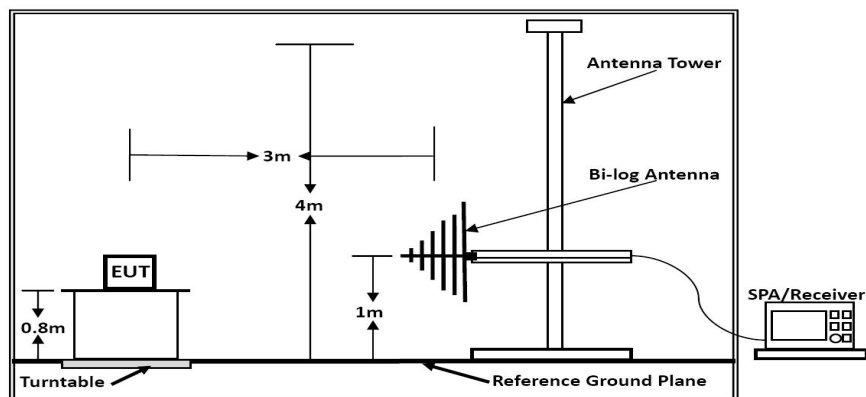 Antenna Tower
3m
Bi-log Antenna
4m
EUT
SPA/Receiver
0.8m
1m
Turntable
Reference Ground Plane